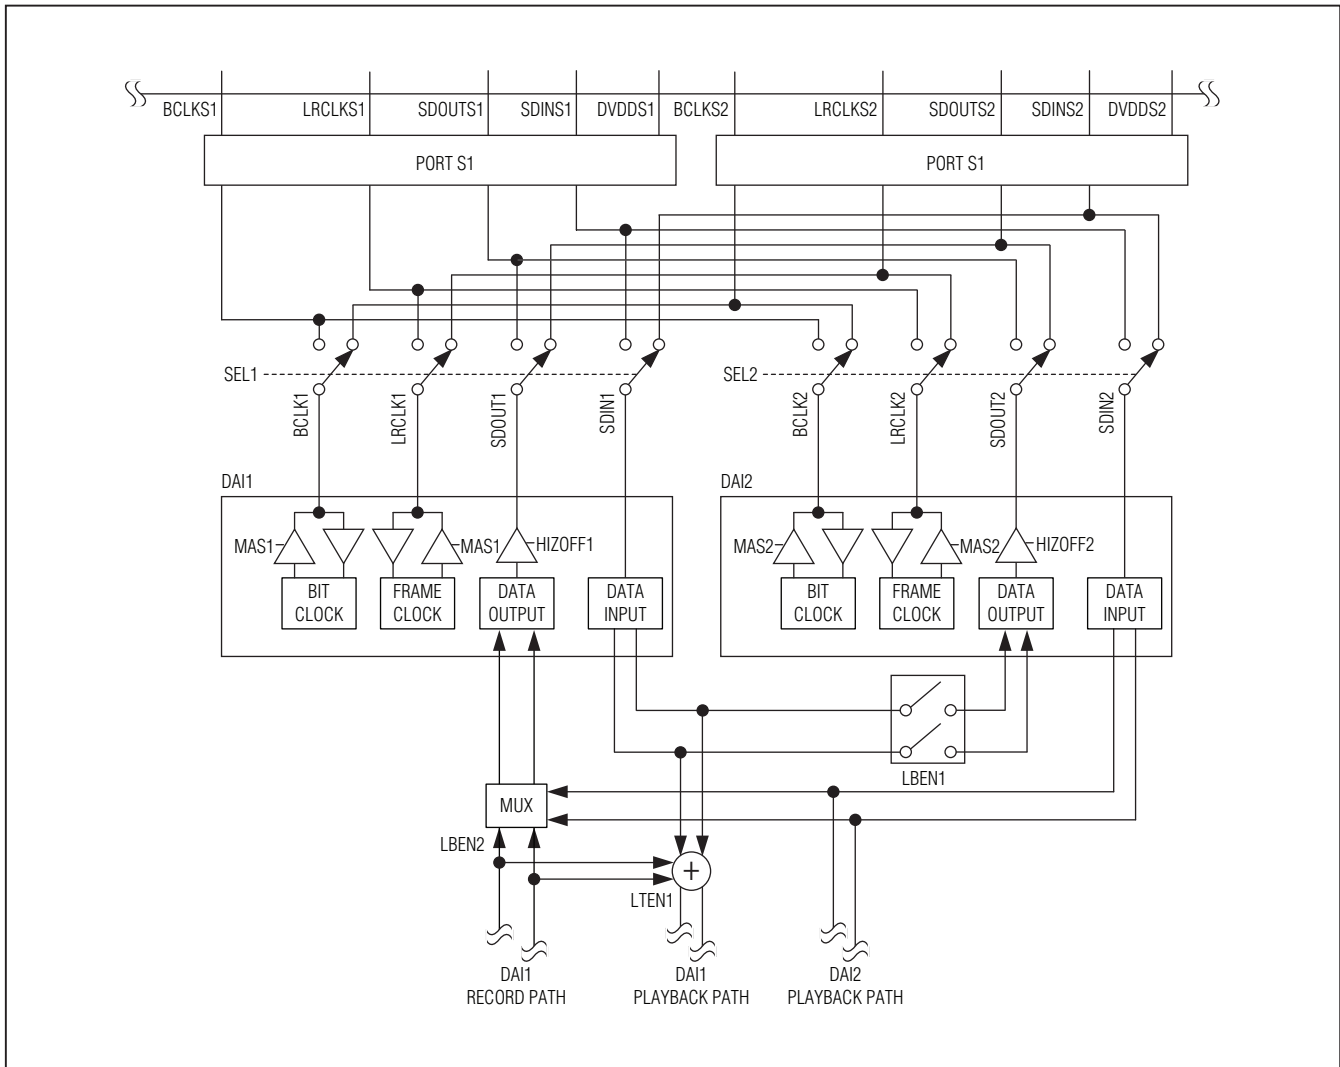 BCLKS1 LRCLKS1 SDOUTS1 SDINS1 DVDDS1 BCLKS2 LRCLKS2 SDOUTS2 SDINS2 DVDDS2
PORT S1 PORT S1
SEL1 SEL2
BCLK1 LRCLK1 SDOUT1 SDIN1 BCLK2 LRCLK2 SDOUT2 SDIN2
DAI1 DAI2
MAS1 MAS1 HIZOFF1 MAS2 MAS2 HIZOFF2
BIT FRAME DATA DATA BIT FRAME DATA DATA
CLOCK CLOCK OUTPUT INPUT CLOCK CLOCK OUTPUT INPUT
LBEN1
MUX
LBEN2
+
LTEN1
DAI1 DAI1 DAI2
RECORD PATH PLAYBACK PATH PLAYBACK PATH